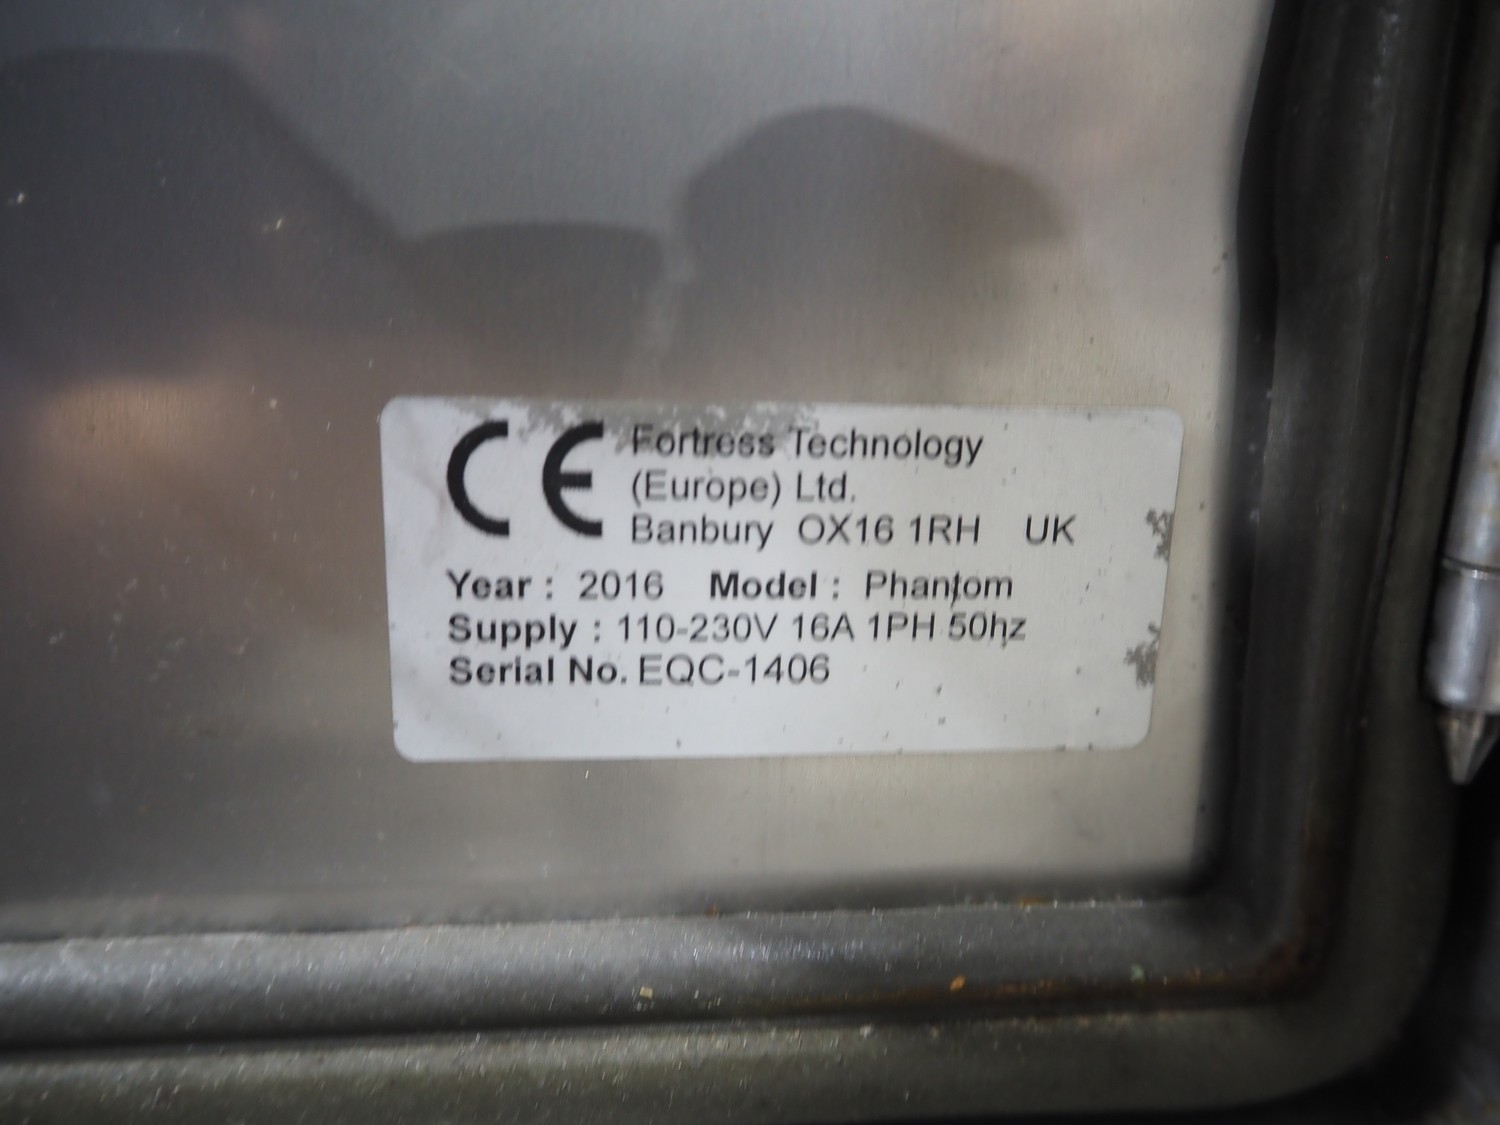 CE Fortress Technology
(Europe) Ltd.
Banbury OX16 1RH UK
Year : 2016 Model : Phantom
Supply : 110-230V 16A 1PH 50hz
Serial No. EQC-1406